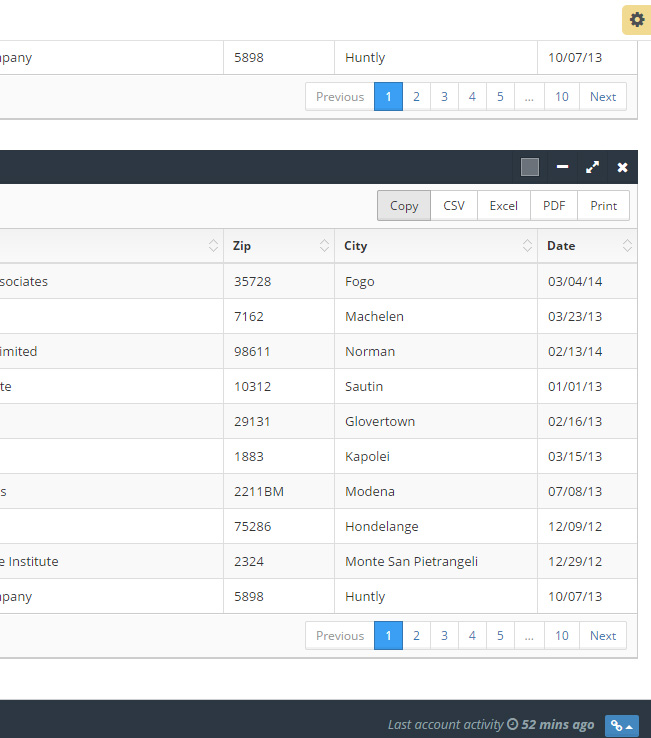 mpany 5898 Huntly 10/07/13
Previous 1 2 3 4 5 ... 10 Next
Copy CSV Excel PDF Print
Zip City Date
sociates 35728 Fogo 03/04/14
7162 Machelen 03/23/13
imited 98611 Norman 02/13/14
te 10312 Sautin 01/01/13
29131 Glovertown 02/16/13
1883 Kapolei 03/15/13
s 2211BM Modena 07/08/13
75286 Hondelange 12/09/12
e Institute 2324 Monte San Pietrangeli 12/29/12
mpany 5898 Huntly 10/07/13
Previous 1 2 3 4 5 ... 10 Next
Last account activity 52 mins ago